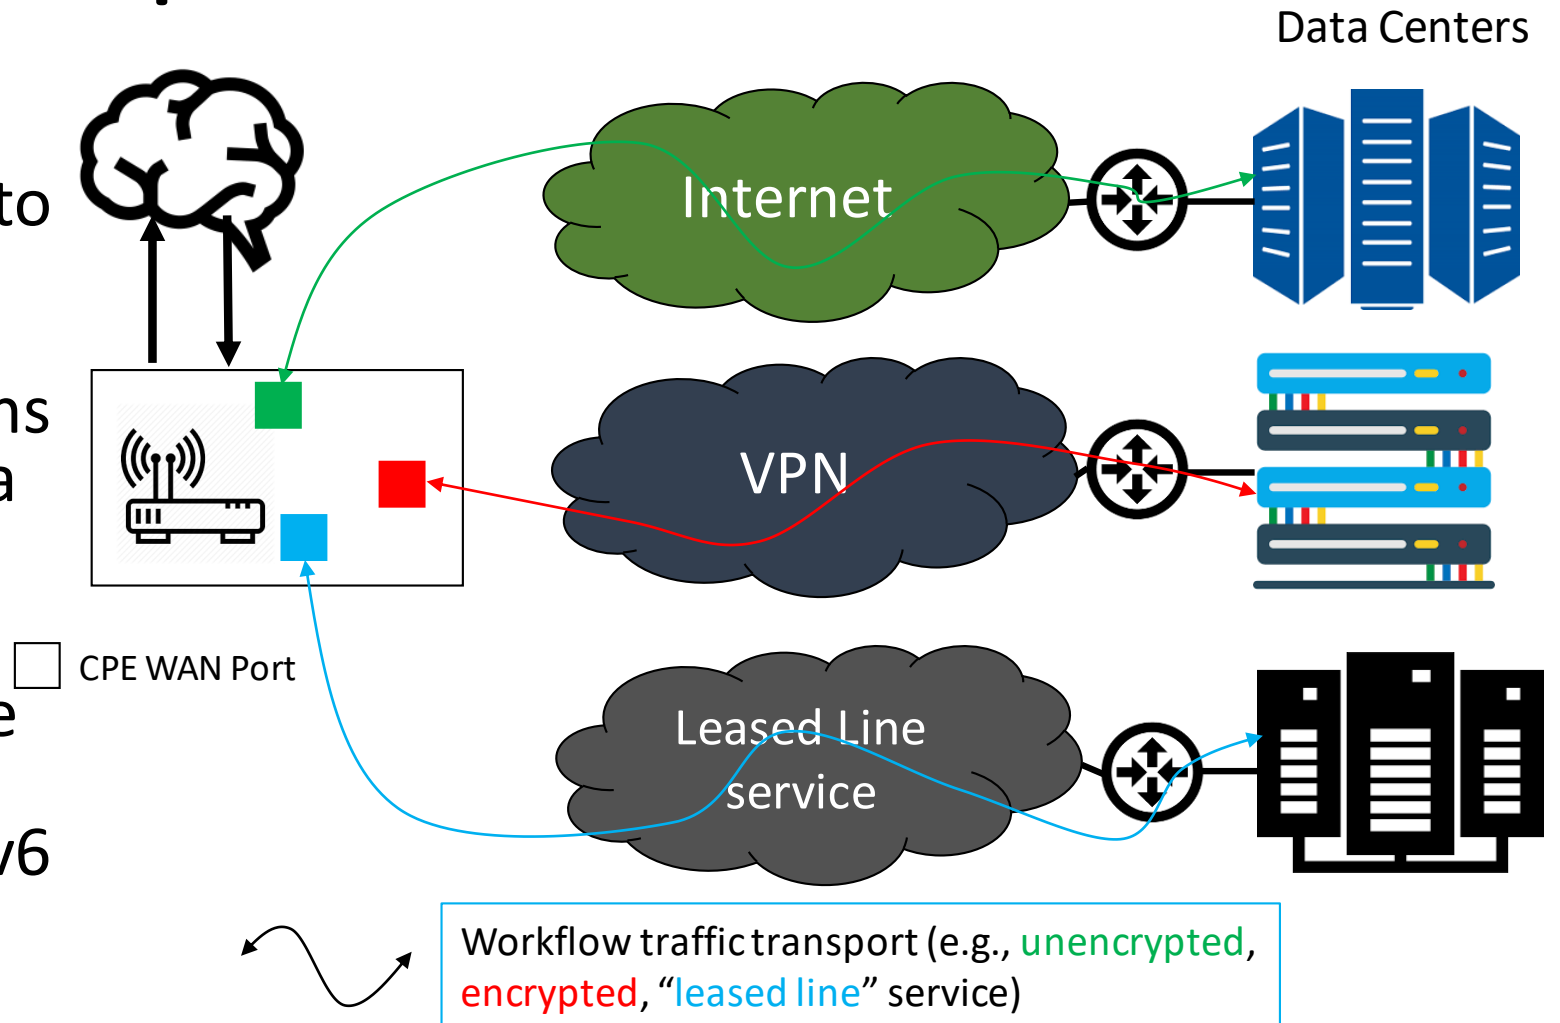 Data Centers
to
Internet
ns
a
VPN
CPE WAN Port
e
Leased Line
service
v6
Workflow traffic transport (e.g., unencrypted,
encrypted, “leased line” service)